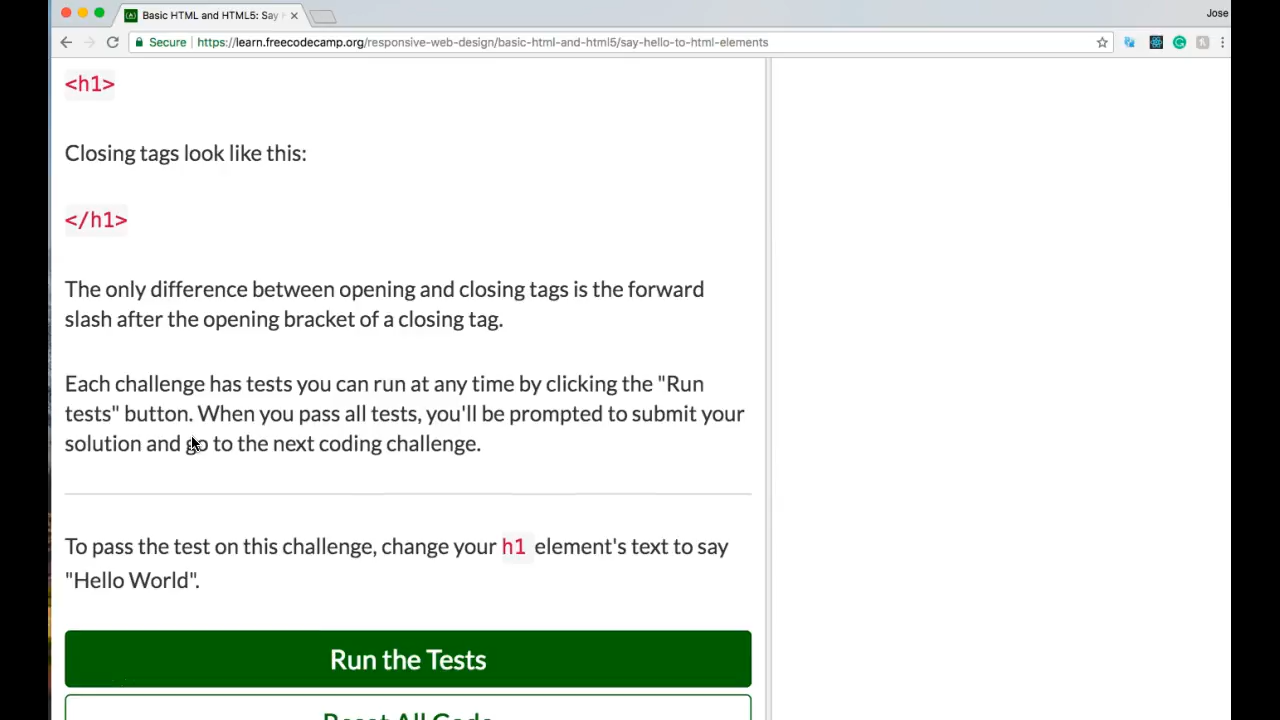 Basic HTML and HTML5: Say
Jose
Secure
https://learn.freecodecamp.org/responsive-web-design/basic-html-and-html5/say-hello-to-html-elements
<h1>
Closing tags look like this:
</h1>
The only difference between opening and closing tags is the forward
slash after the opening bracket of a closing tag.
Each challenge has tests you can run at any time by clicking the "Run
tests" button. When you pass all tests, you'll be prompted to submit your
solution and go to the next coding challenge.
To pass the test on this challenge, change your h1 element's text to say
"Hello World".
Run the Tests
Reset All Code